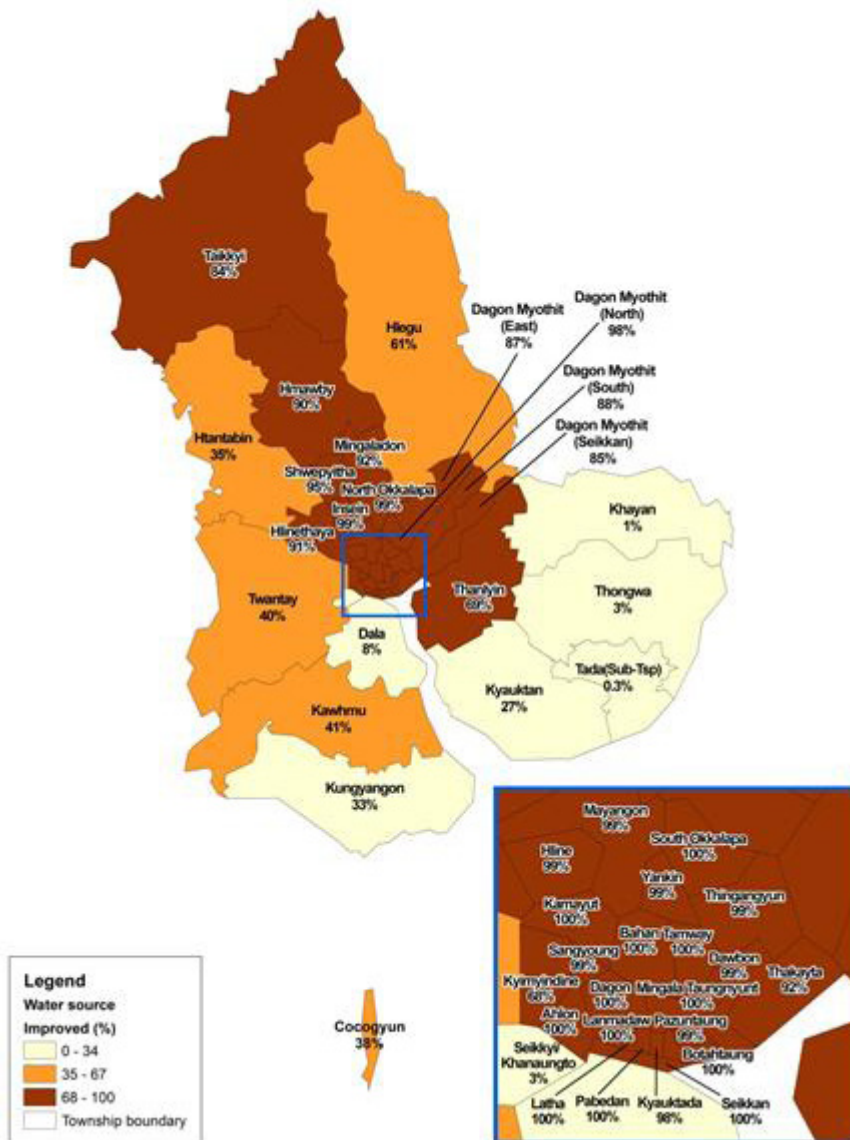 Taikkyi
84%
Hlegu
61%
Dagon Myothit
(East)
87%
Dagon Myothit
(North)
98%
Dagon Myothit
(South)
88%
Dagon Myothit
(Seikkan)
85%
Hmawby
90%
Htantabin
35%
Mingaladon
92%
Shwepyitha
95%
North Okkalapa
99%
Insein
99%
Hlinethaya
91%
Khayan
1%
Thongwa
3%
Thanlyin
69%
Twantay
40%
Dala
8%
Tada(Sub-Tsp)
0.3%
Kyauktan
27%
Kawhmu
41%
Kungyangon
33%
Cocogyun
38%
Legend
Water source
Improved (%)
0 - 34
35 - 67
68 - 100
Township boundary
Mayangon
99%
South Okkalapa
100%
Hline
99%
Yankin
99%
Thingangyun
99%
Kamayut
100%
Bahan
100%
Tamway
100%
Sangyoung
99%
Dawbon
99%
Thakayta
92%
Kyimyindine
68%
Dagon
100%
Mingala Taungnyunt
100%
Ahlon
100%
Lanmadaw
100%
Pazuntaung
99%
Botahtaung
100%
Seikkyi/
Khanaungto
3%
Latha
100%
Pabedan
100%
Kyauktada
98%
Seikkan
100%